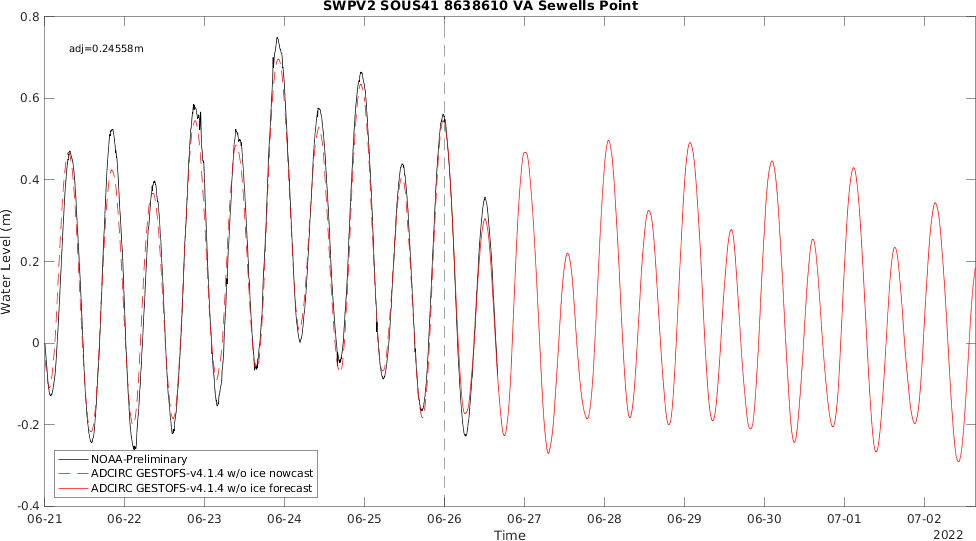 SWPV2 SOUS41 8638610 VA Sewells Point
adj=0.24558m
0.8
0.6
0.4
0.2
0
-0.2
-0.4
Water Level (m)
NOAA-Preliminary
ADCIRC GESTOFS-v4.1.4 w/o ice nowcast
ADCIRC GESTOFS-v4.1.4 w/o ice forecast
06-21 06-22 06-23 06-24 06-25 06-26 06-27 06-28 06-29 06-30 07-01 07-02
Time
2022